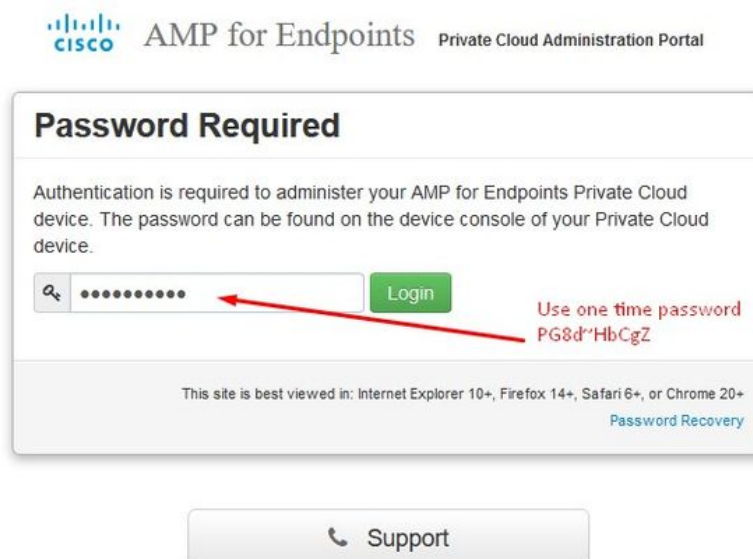 CISCO AMP for Endpoints Private Cloud Administration Portal
Password Required
Authentication is required to administer your AMP for Endpoints Private Cloud
device. The password can be found on the device console of your Private Cloud
device.
Login
Use one time password
PG8d~HbCgZ
This site is best viewed in: Internet Explorer 10+, Firefox 14+, Safari 6+, or Chrome 20+
Password Recovery
Support